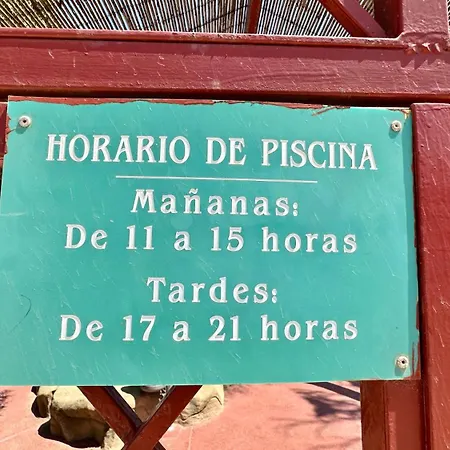 HORARIO DE PISCINA
Mañanas:
De 11 a 15 horas
Tardes:
De 17 a 21 horas